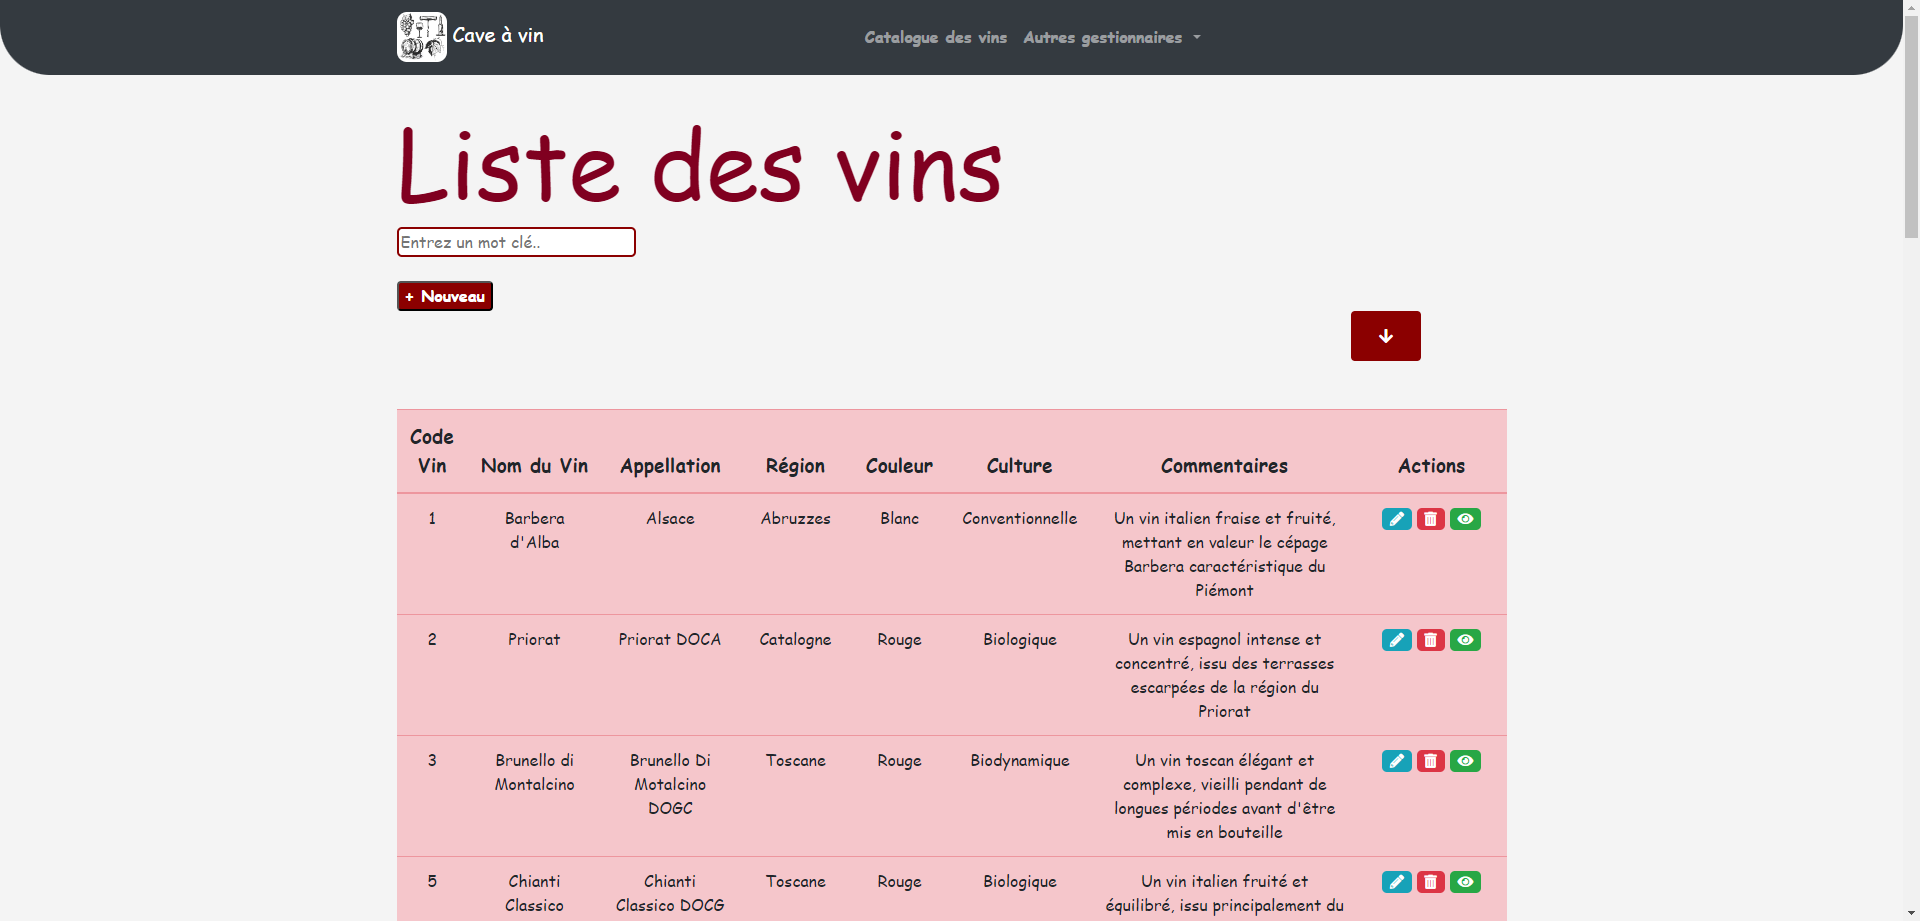 Cave à vin
Catalogue des vins Autres gestionnaires
Liste des vins
Entrez un mot clé..
+ Nouveau
Code Vin Nom du Vin Appellation Région Couleur Culture Commentaires Actions
1 Barbera d'Alba Alsace Abruzzes Blanc Conventionnelle Un vin italien fraise et fruité, mettant en valeur le cépage Barbera caractéristique du Piémont
2 Priorat Priorat DOCA Catalogne Rouge Biologique Un vin espagnol intense et concentré, issu des terrasses escarpées de la région du Priorat
3 Brunello di Montalcino Brunello Di Motalcino DOGC Toscane Rouge Biodynamique Un vin toscan élégant et complexe, vieilli pendant de longues périodes avant d'être mis en bouteille
5 Chianti Classico Chianti Classico DOCG Toscane Rouge Biologique Un vin italien fruité et équilibré, issu principalement du